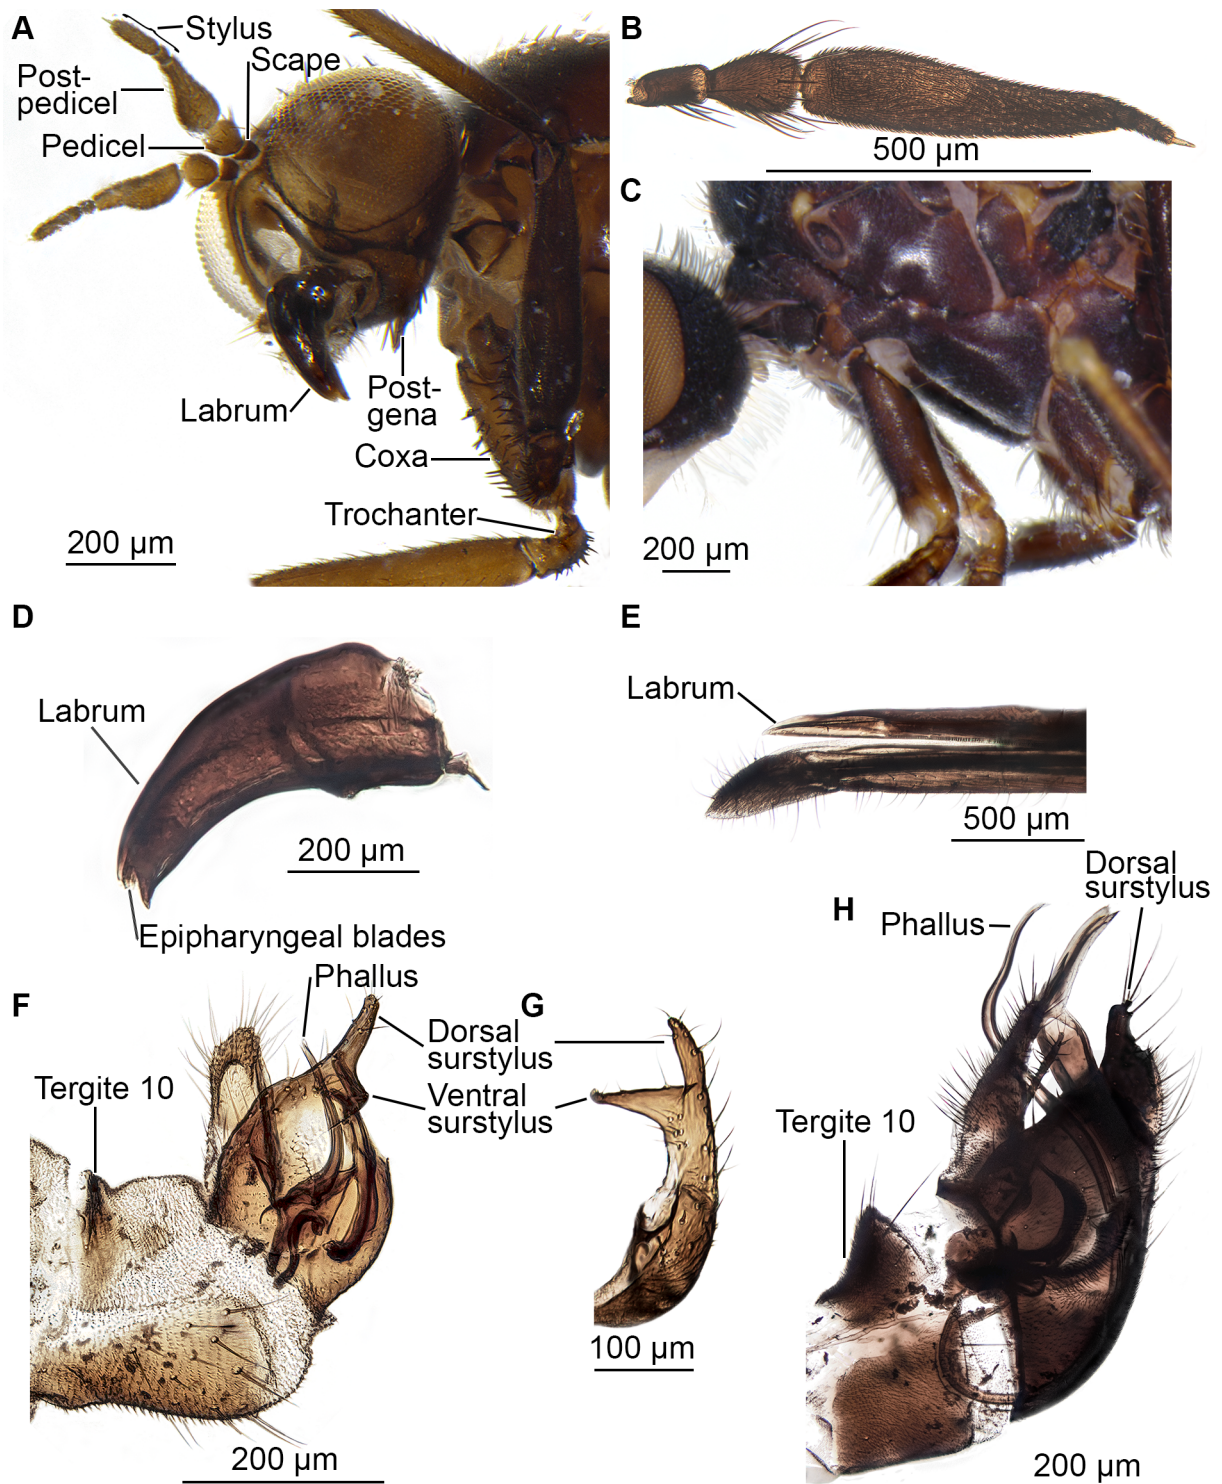 A
Stylus
Scape
Post-
pedicel
Pedicel
Labrum
Post-
gena
Coxa
Trochanter
200 µm
B
500 µm
C
200 µm
D
Labrum
200 µm
Epipharyngeal blades
E
Labrum
500 µm
F
Phallus
Tergite 10
Dorsal
surstylus
Ventral
surstylus
200 µm
G
100 µm
H
Phallus
Dorsal
surstylus
Tergite 10
200 µm